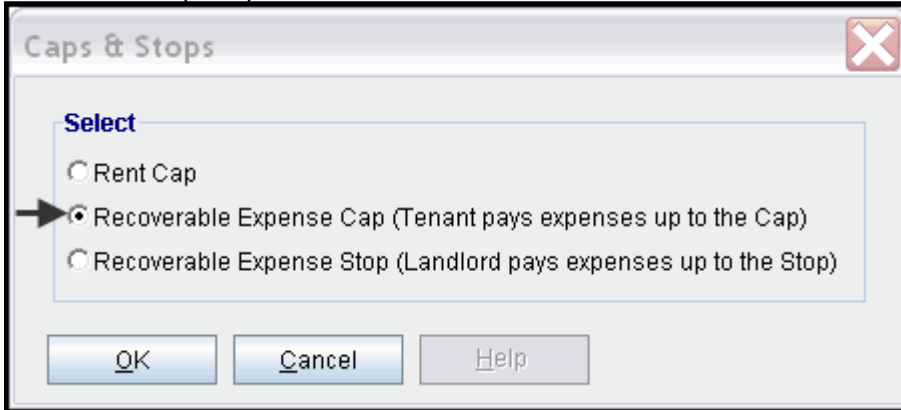 Caps & Stops
Select
Rent Cap
Recoverable Expense Cap (Tenant pays expenses up to the Cap)
Recoverable Expense Stop (Landlord pays expenses up to the Stop)
OK Cancel Help